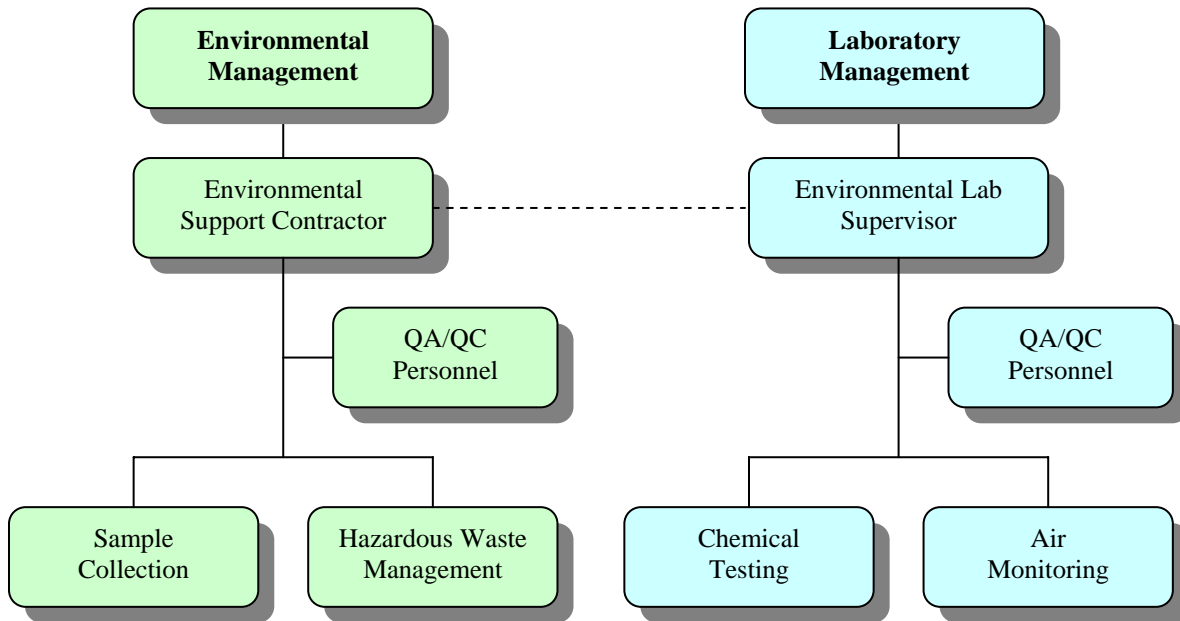 Environmental
Management
Laboratory
Management
Environmental
Support Contractor
Environmental Lab
Supervisor
QA/QC
Personnel
QA/QC
Personnel
Sample
Collection
Hazardous Waste
Management
Chemical
Testing
Air
Monitoring